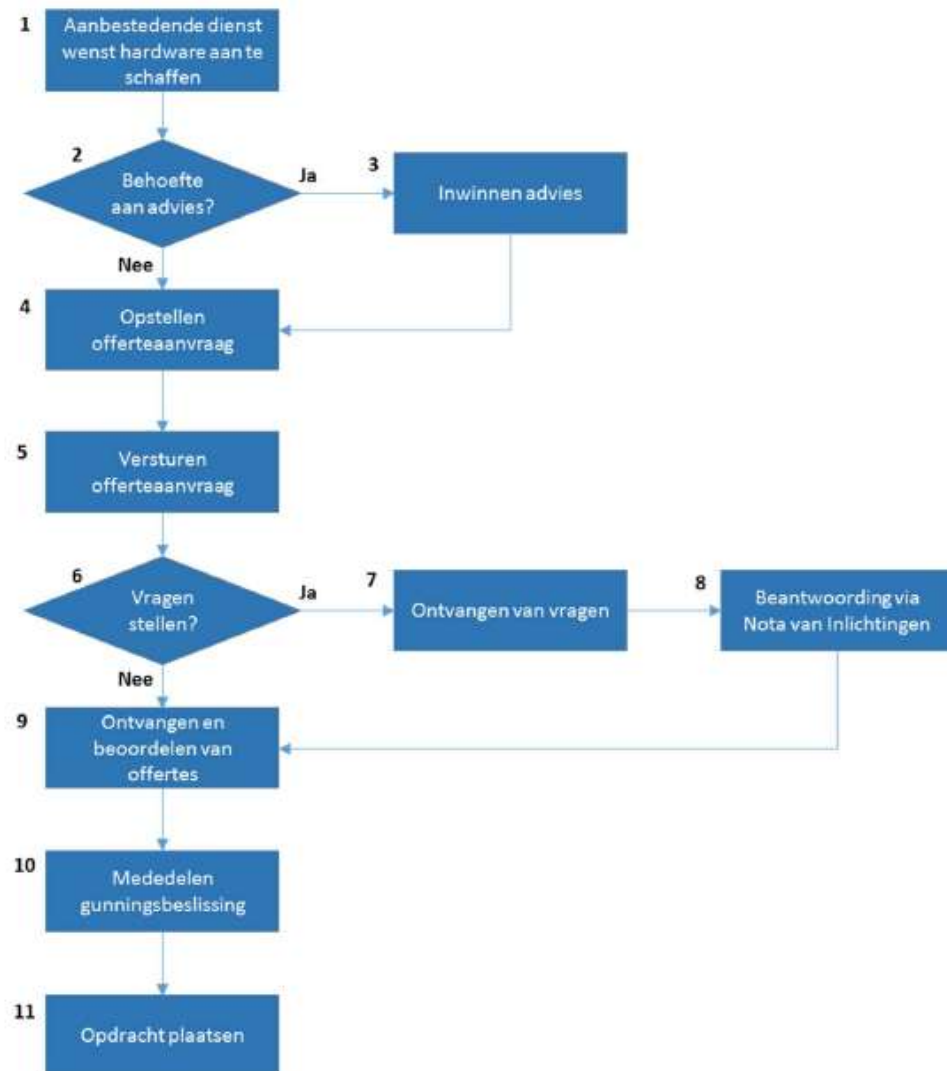 1
Aanbestedende dienst
wenst hardware aan te
schaffen
2
Behoefte
aan advies?
Ja
3
Inwinnen advies
Nee
4
Opstellen
offerteaanvraag
5
Versturen
offerteaanvraag
6
Vragen
stellen?
Ja
7
Ontvangen van vragen
8
Beantwoording via
Nota van Inlichtingen
Nee
9
Ontvangen en
beoordelen van
offertes
10
Mededelen
gunningsbeslissing
11
Opdracht plaatsen